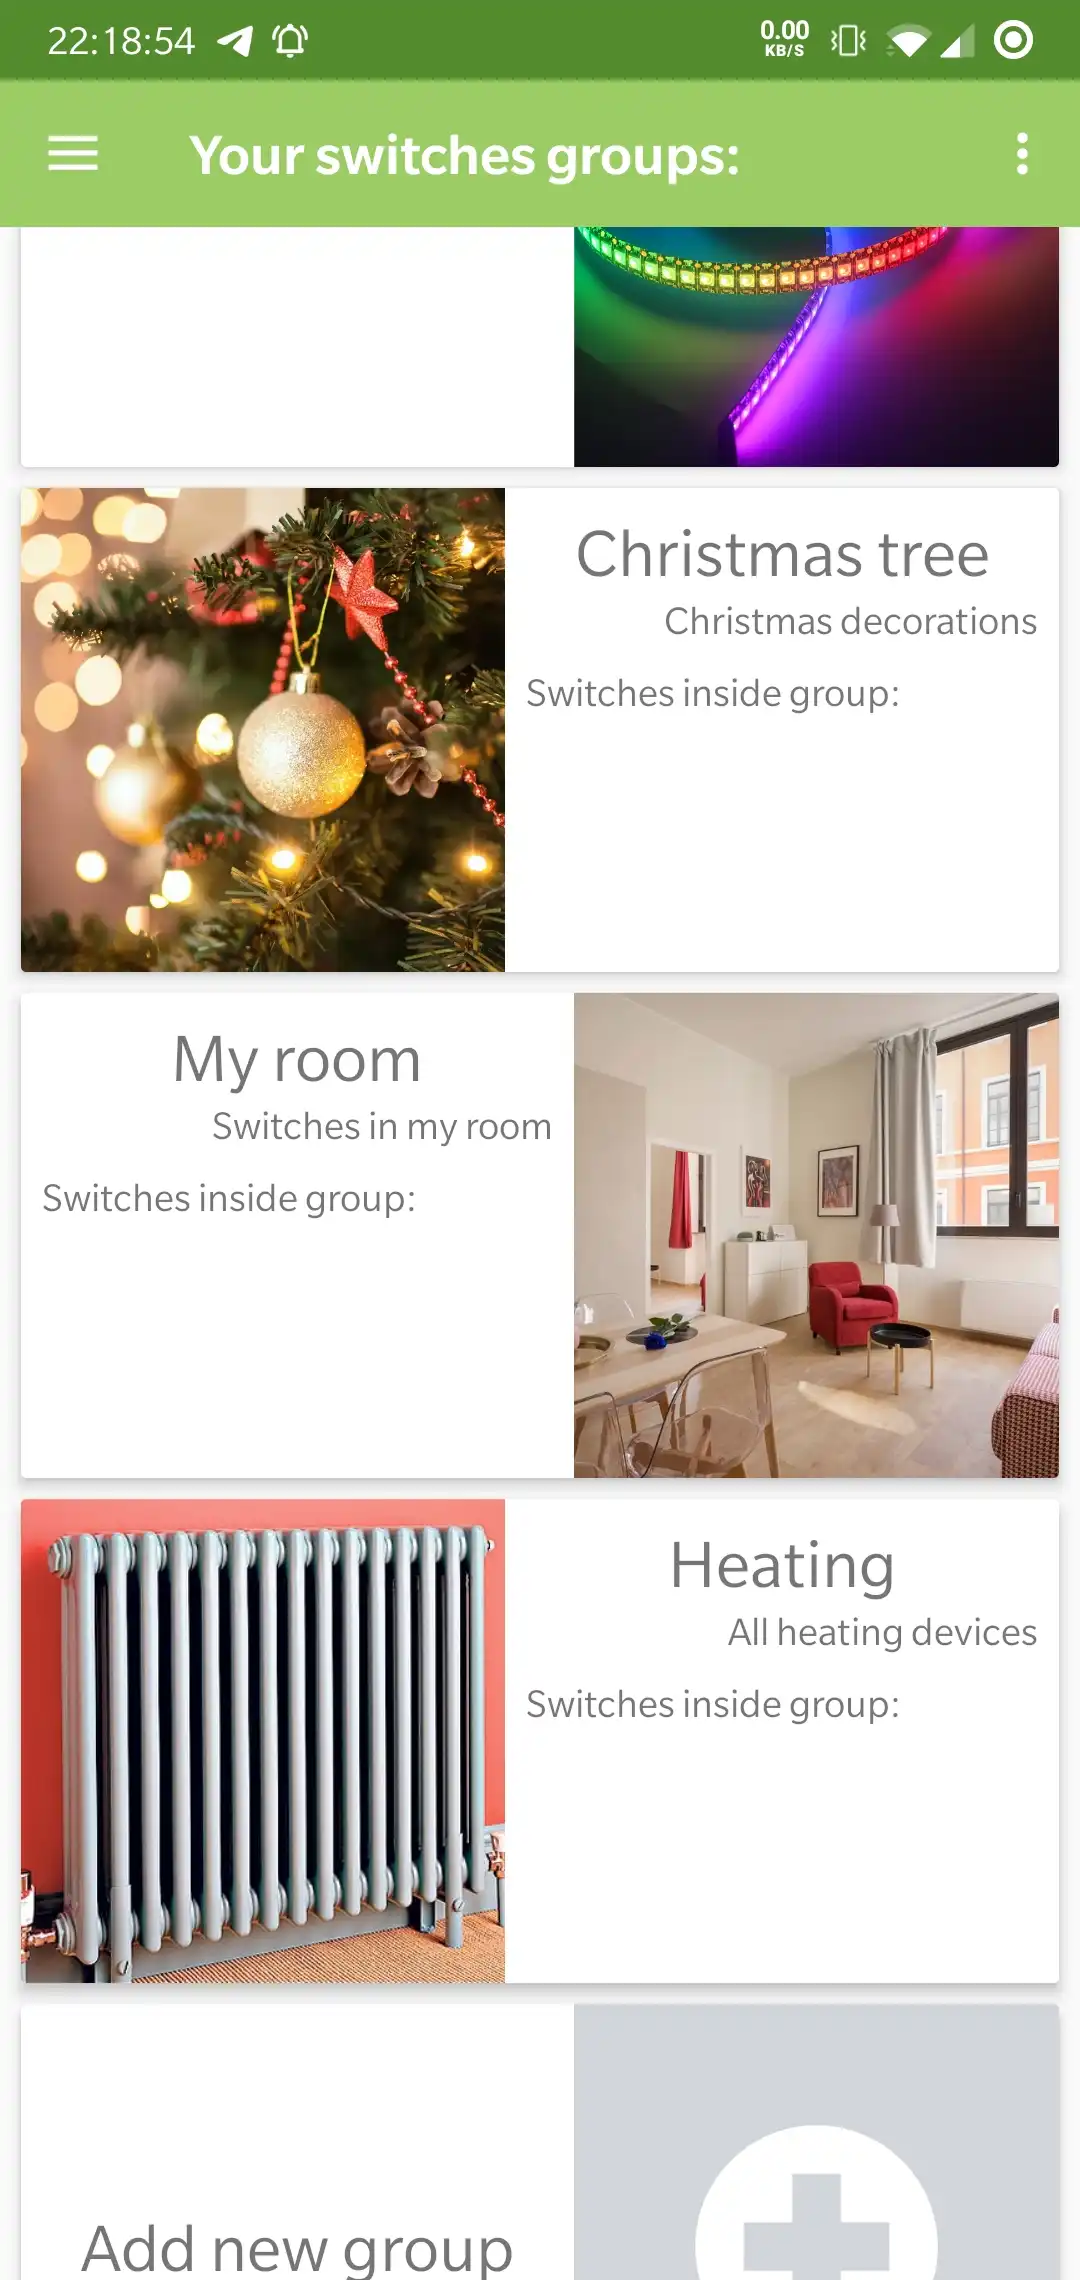 22:18:54
0.00
KB/S
Your switches groups:
Christmas tree
Christmas decorations
Switches inside group:
My room
Switches in my room
Switches inside group:
Heating
All heating devices
Switches inside group:
Add new group